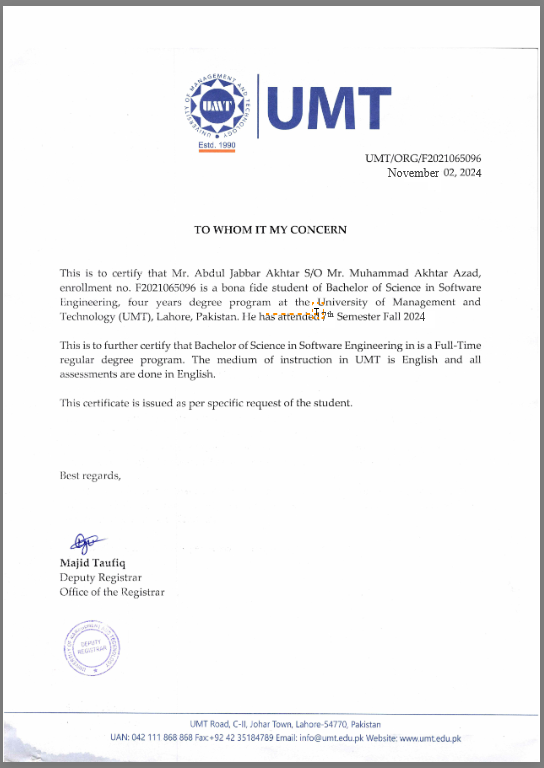 UNIVERSITY OF MANAGEMENT AND TECHNOLOGY
UMT
Estd. 1990
UMT
UMT/ORG/F2021065096
November 02, 2024
TO WHOM IT MY CONCERN
This is to certify that Mr. Abdul Jabbar Akhtar S/O Mr. Muhammad Akhtar Azad,
enrollment no. F2021065096 is a bona fide student of Bachelor of Science in Software
Engineering, four years degree program at the University of Management and
Technology (UMT), Lahore, Pakistan. He has attended 7th Semester Fall 2024
This is to further certify that Bachelor of Science in Software Engineering in is a Full-Time
regular degree program. The medium of instruction in UMT is English and all
assessments are done in English.
This certificate is issued as per specific request of the student.
Best regards,
Majid Taufiq
Deputy Registrar
Office of the Registrar
UNIVERSITY OF MANAGEMENT AND TECHNOLOGY
DEPUTY
REGISTRAR
UMT Road, C-II, Johar Town, Lahore-54770, Pakistan
UAN: 042 111 868 868 Fax:+92 42 35184789 Email: info@umt.edu.pk Website: www.umt.edu.pk